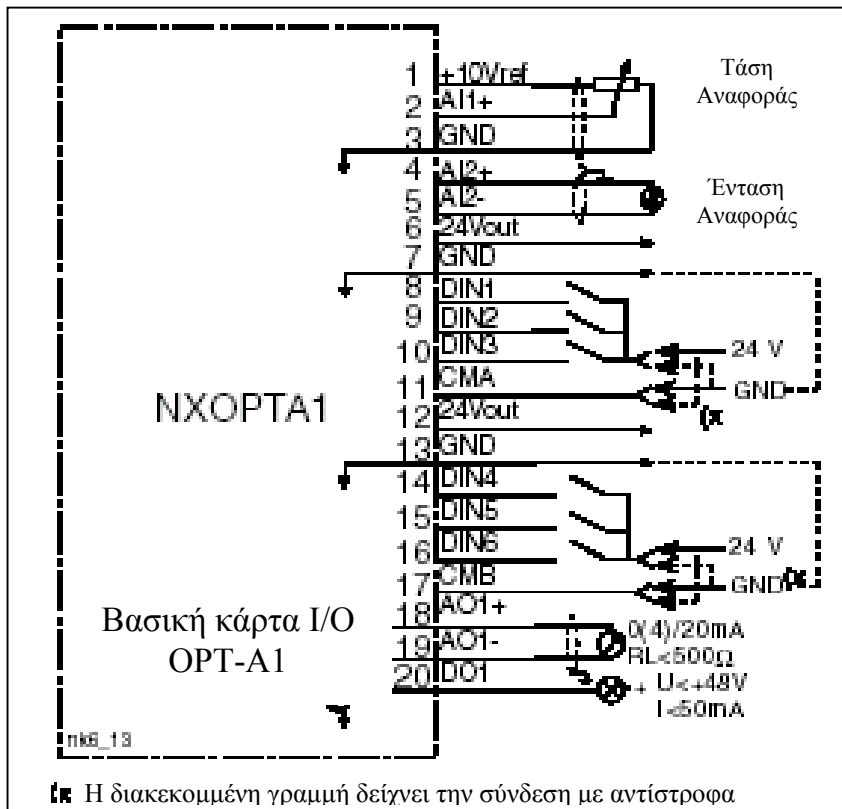 1 +10Vref
Τάση
Αναφοράς
2 AI1+
3 GND
4 AI2+
Ένταση
Αναφοράς
5 AI2-
6 24Vout
7 GND
8 DIN1
9 DIN2
10 DIN3
24 V
GND
11 CMA
NXOPTA1
12 24Vout
13 GND
14 DIN4
15 DIN5
16 DIN6
24 V
GND
17 CMB
18 AO1+
Βασική κάρτα I/O
OPT-A1
0(4)/20mA
RL<500Ω
19 AO1-
20 DO1
+ U<+48V
I<50mA
nk6_13
Η διακεκομμένη γραμμή δείχνει την σύνδεση με αντίστροφα